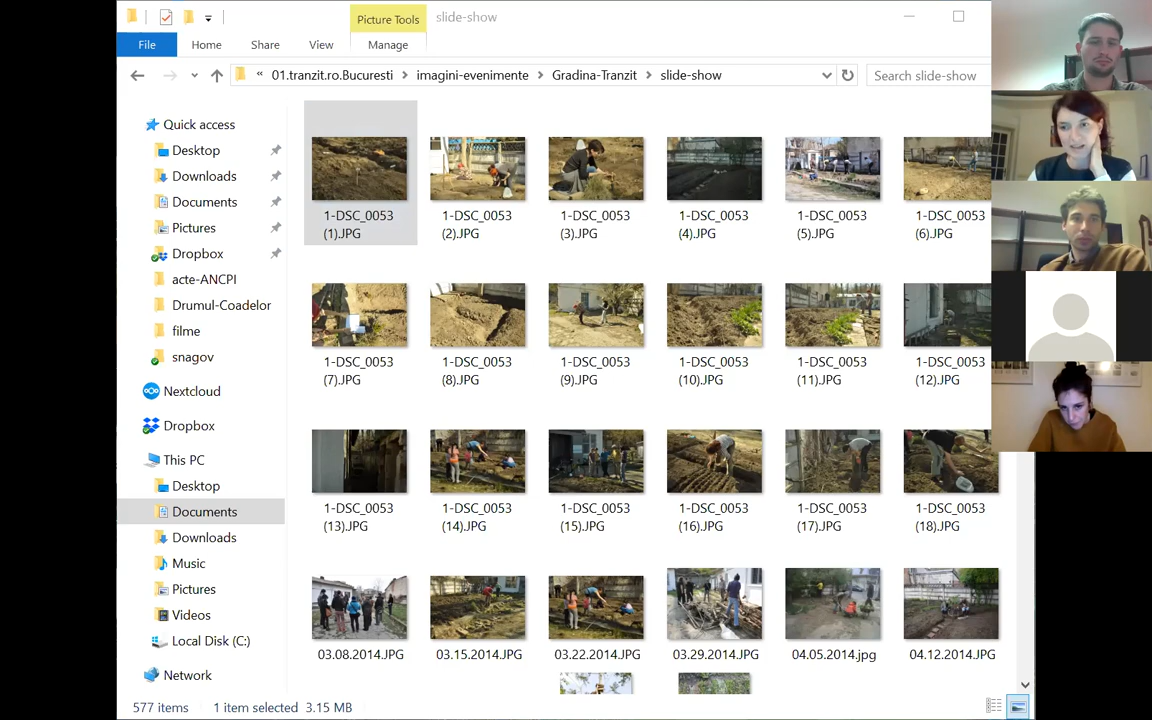 Picture Tools
slide-show
File
Home
Share
View
Manage
« 01.tranzit.ro.Bucuresti > imagini-evenimente > Gradina-Tranzit > slide-show
Search slide-show
Quick access
Desktop
Downloads
Documents
Pictures
Dropbox
acte-ANCPI
Drumul-Coadelor
filme
snagov
Nextcloud
Dropbox
This PC
Desktop
Documents
Downloads
Music
Pictures
Videos
Local Disk (C:)
Network
1-DSC_0053 (1).JPG
1-DSC_0053 (2).JPG
1-DSC_0053 (3).JPG
1-DSC_0053 (4).JPG
1-DSC_0053 (5).JPG
1-DSC_0053 (6).JPG
1-DSC_0053 (7).JPG
1-DSC_0053 (8).JPG
1-DSC_0053 (9).JPG
1-DSC_0053 (10).JPG
1-DSC_0053 (11).JPG
1-DSC_0053 (12).JPG
1-DSC_0053 (13).JPG
1-DSC_0053 (14).JPG
1-DSC_0053 (15).JPG
1-DSC_0053 (16).JPG
1-DSC_0053 (17).JPG
1-DSC_0053 (18).JPG
03.08.2014.JPG
03.15.2014.JPG
03.22.2014.JPG
03.29.2014.JPG
04.05.2014.jpg
04.12.2014.JPG
577 items
1 item selected 3.15 MB